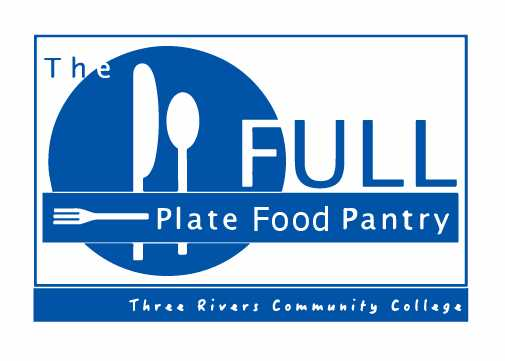 The
FULL
Plate Food Pantry
Three Rivers Community College